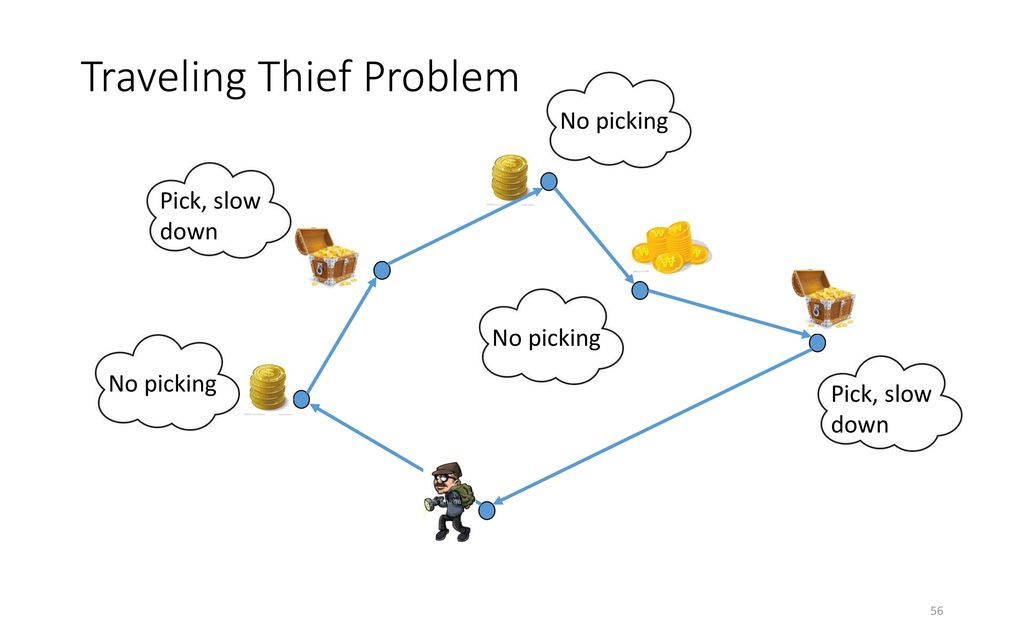 Traveling Thief Problem
No picking
Pick, slow
down
No picking
No picking
Pick, slow
down
56